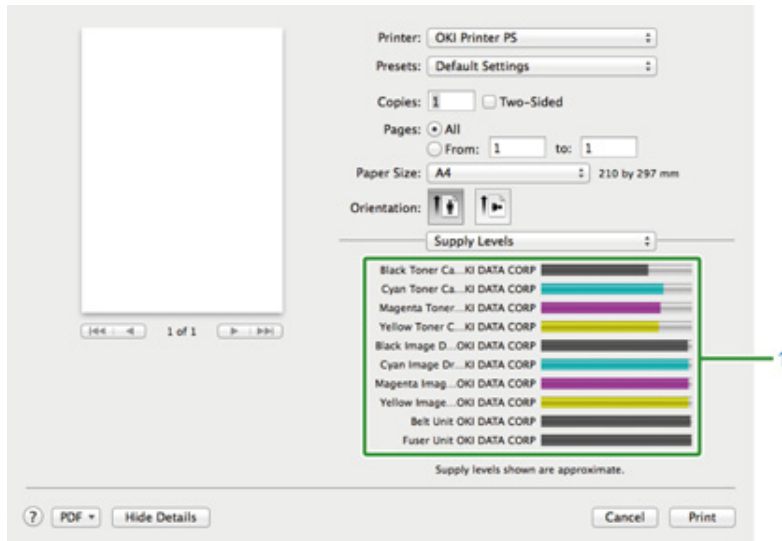 Printer: OKI Printer PS
Presets: Default Settings
Copies: 1 Two-Sided
Pages: All
From: 1 to: 1
Paper Size: A4 210 by 297 mm
Orientation:
Supply Levels
Black Toner Ca...KI DATA CORP
Cyan Toner Ca...KI DATA CORP
Magenta Toner...KI DATA CORP
Yellow Toner C...KI DATA CORP
Black Image D...OKI DATA CORP
Cyan Image Dr...KI DATA CORP
Magenta Imag...OKI DATA CORP
Yellow Image...OKI DATA CORP
Belt Unit OKI DATA CORP
Fuser Unit OKI DATA CORP
1 of 1
Supply levels shown are approximate.
? PDF Hide Details Cancel Print